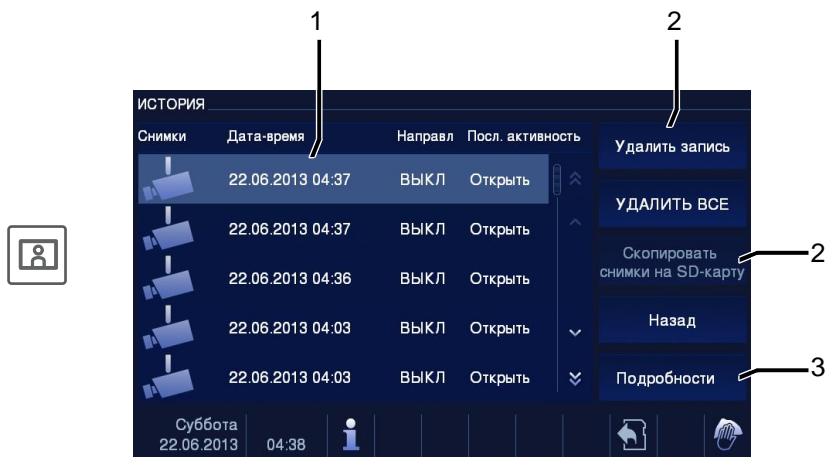 1
2
ИСТОРИЯ
Снимки Дата-время Направл Посл. активность
22.06.2013 04:37 ВЫКЛ Открыть
22.06.2013 04:37 ВЫКЛ Открыть
22.06.2013 04:36 ВЫКЛ Открыть
22.06.2013 04:03 ВЫКЛ Открыть
22.06.2013 04:03 ВЫКЛ Открыть
Удалить запись
УДАЛИТЬ ВСЕ
Скопировать
снимки на SD-карту
2
Назад
Подробности
3
Суббота
22.06.2013 04:38